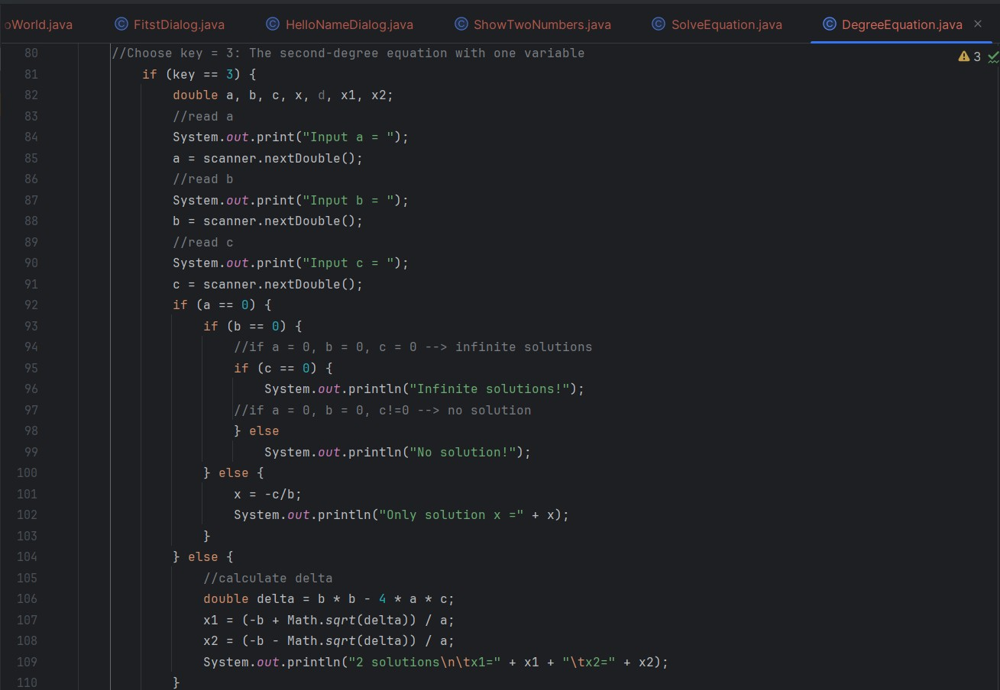 oWorld.java FitstDialog.java HelloNameDialog.java ShowTwoNumbers.java SolveEquation.java DegreeEquation.java
3
80 //Choose key = 3: The second-degree equation with one variable
81 if (key == 3) {
82 double a, b, c, x, d, x1, x2;
83 //read a
84 System.out.print("Input a = ");
85 a = scanner.nextDouble();
86 //read b
87 System.out.print("Input b = ");
88 b = scanner.nextDouble();
89 //read c
90 System.out.print("Input c = ");
91 c = scanner.nextDouble();
92 if (a == 0) {
93 if (b == 0) {
94 //if a = 0, b = 0, c = 0 --> infinite solutions
95 if (c == 0) {
96 System.out.println("Infinite solutions!");
97 //if a = 0, b = 0, c!=0 --> no solution
98 } else
99 System.out.println("No solution!");
100 } else {
101 x = -c/b;
102 System.out.println("Only solution x =" + x);
103 }
104 } else {
105 //calculate delta
106 double delta = b * b - 4 * a * c;
107 x1 = (-b + Math.sqrt(delta)) / a;
108 x2 = (-b - Math.sqrt(delta)) / a;
109 System.out.println("2 solutions\n\tx1=" + x1 + "\tx2=" + x2);
110 }